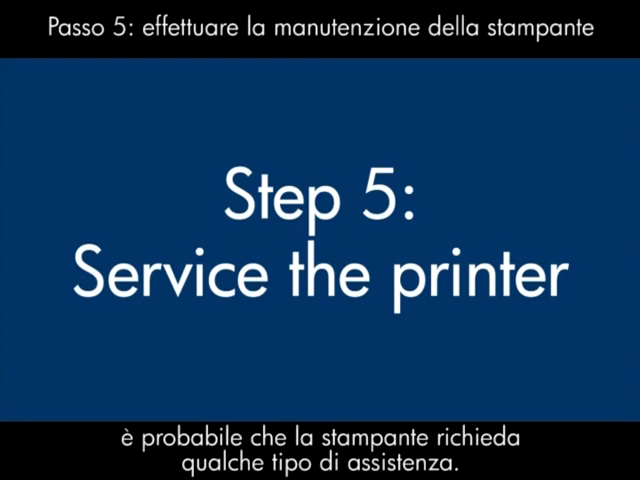 Passo 5: effettuare la manutenzione della stampante
Step 5:
Service the printer
è probabile che la stampante richieda
qualche tipo di assistenza.